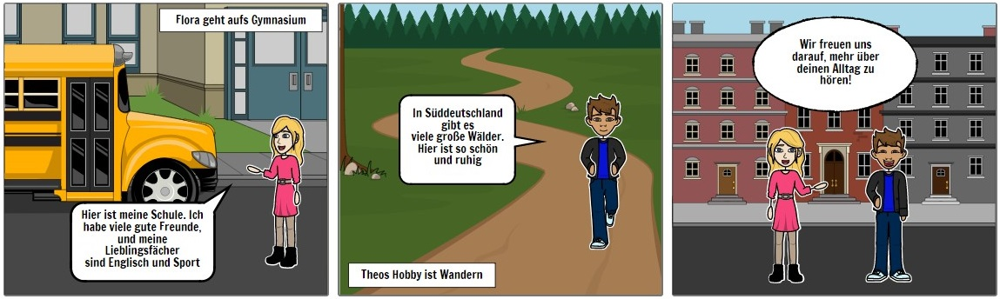 Flora geht aufs Gymnasium
Hier ist meine Schule. Ich
habe viele gute Freunde,
und meine
Lieblingsfächer
sind Englisch und Sport
In Süddeutschland
gibt es
viele große Wälder.
Hier ist so schön
und ruhig
Theos Hobby ist Wandern
Wir freuen uns
darauf, mehr über
deinen Alltag zu
hören!